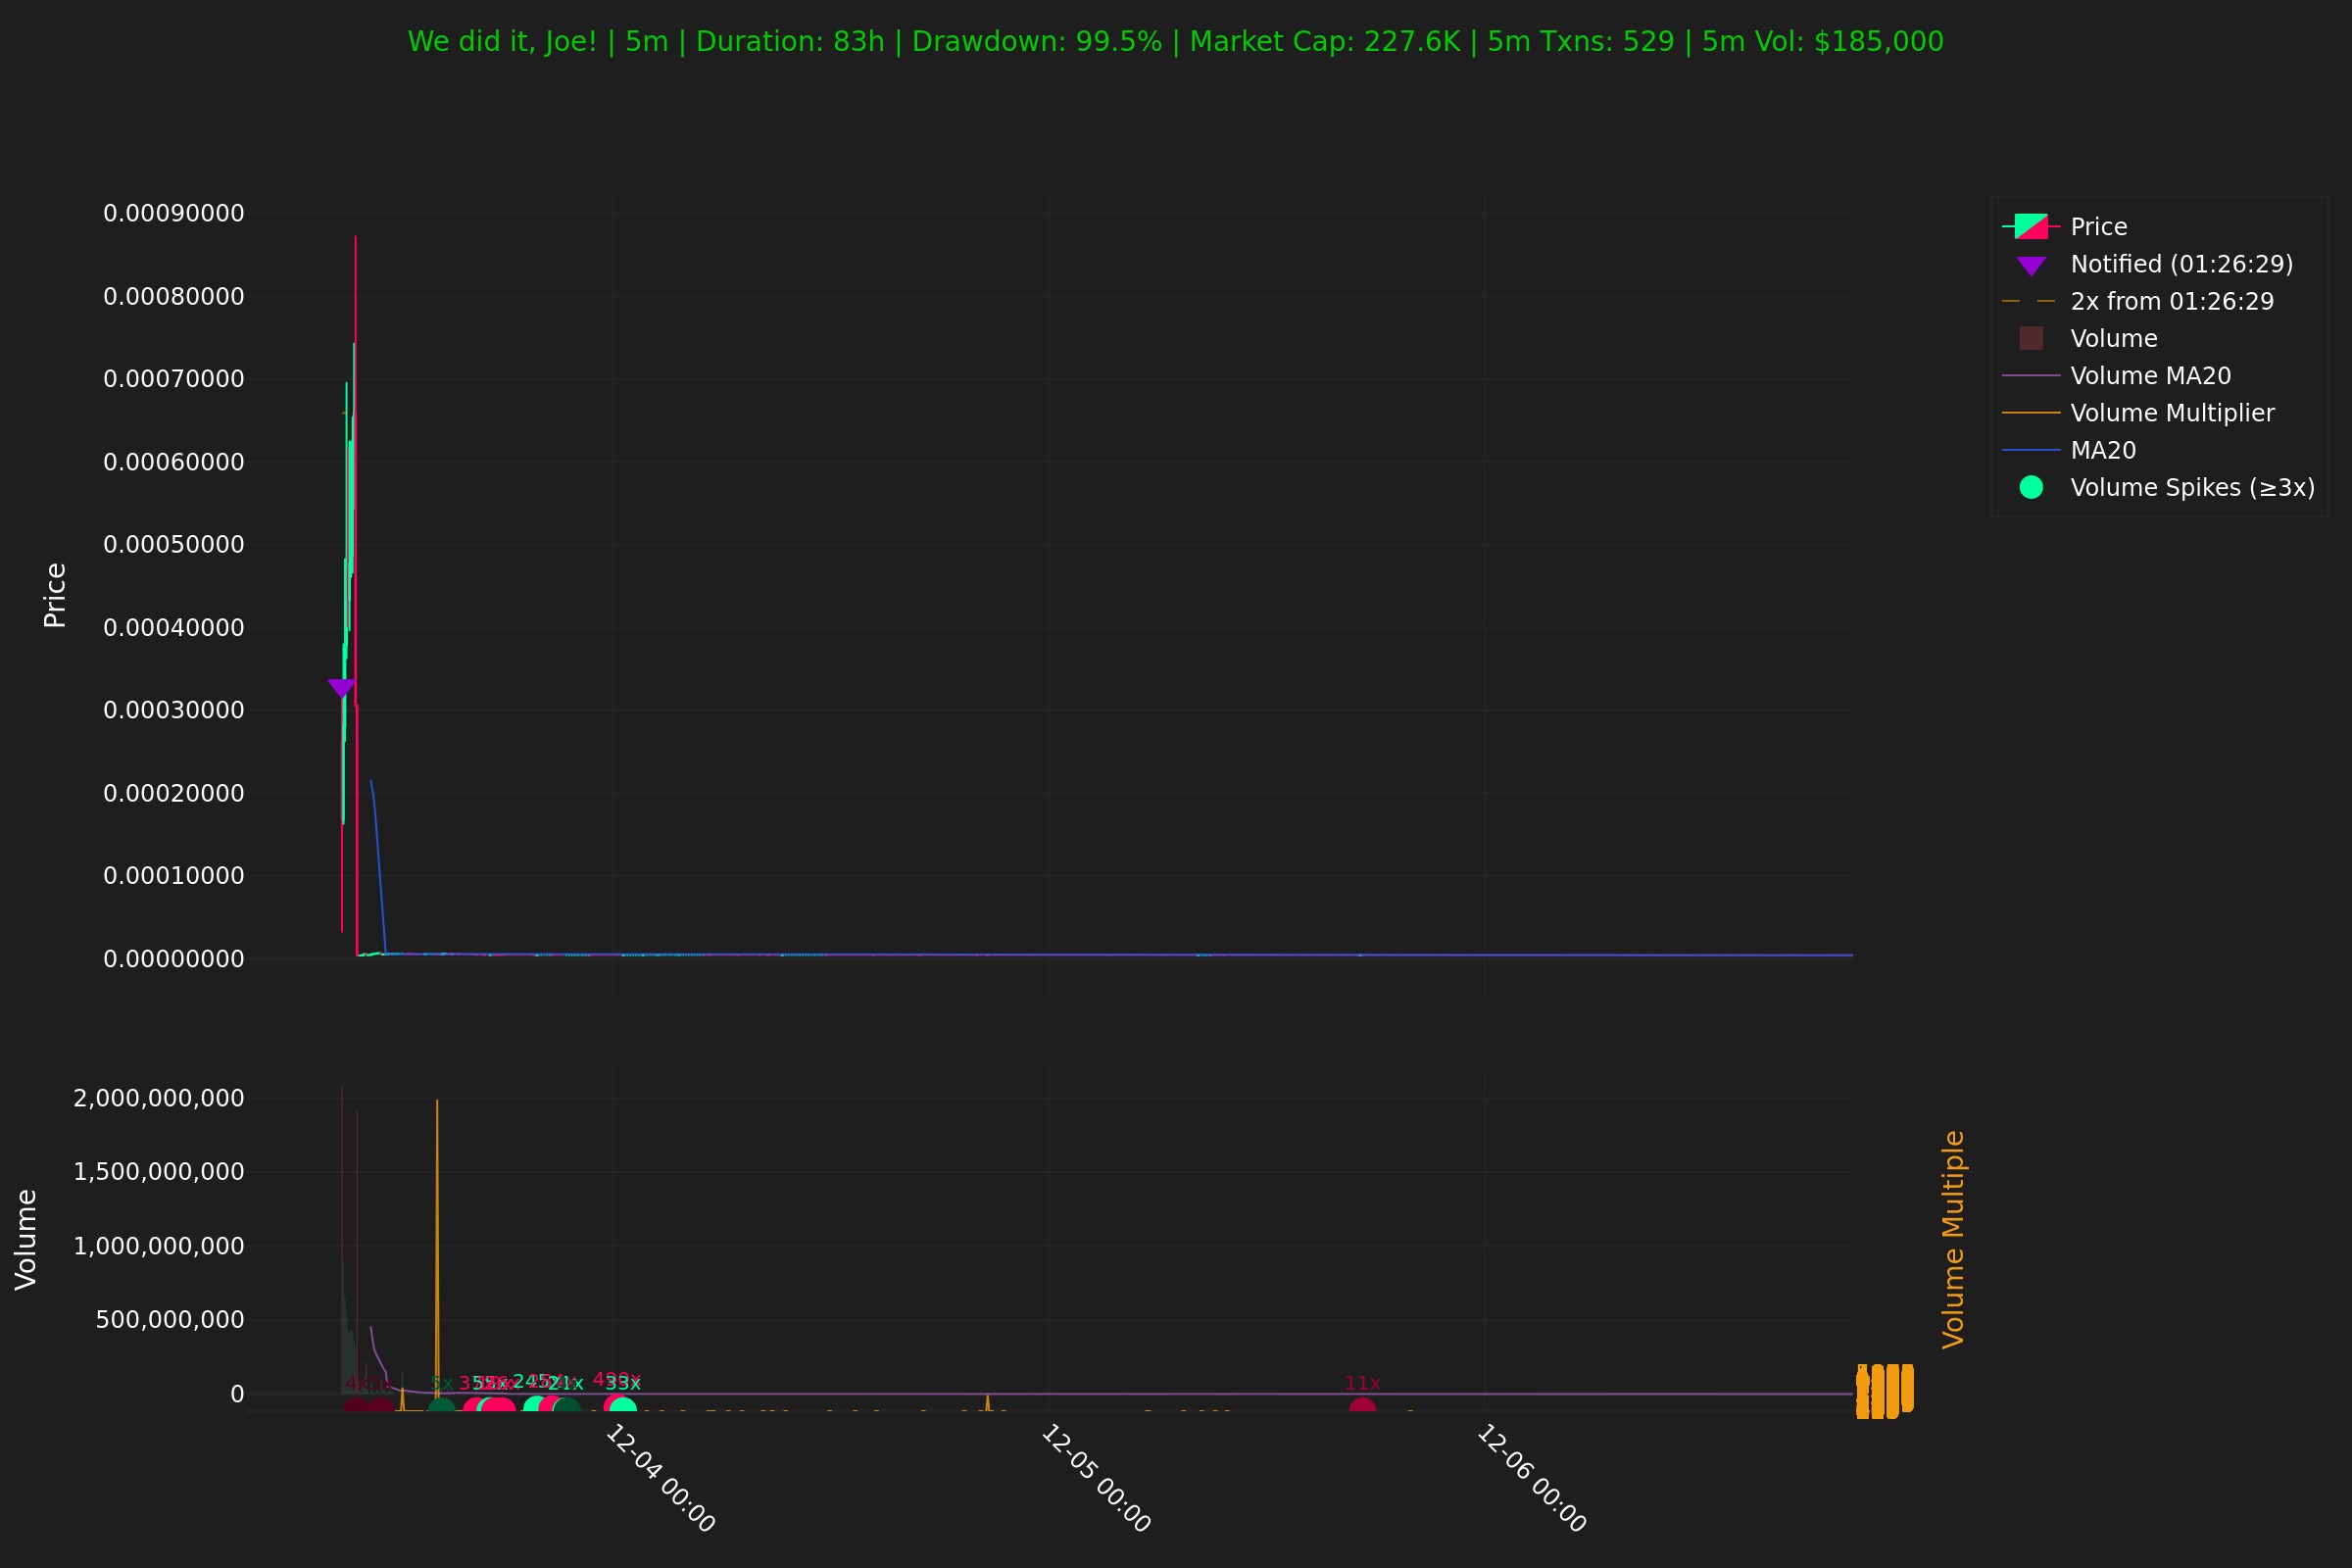 We did it, Joe! | 5m | Duration: 83h | Drawdown: 99.5% | Market Cap: 227.6K | 5m Txns: 529 | 5m Vol: $185,000
Price
0.00090000
0.00080000
0.00070000
0.00060000
0.00050000
0.00040000
0.00030000
0.00020000
0.00010000
0.00000000
Price
Notified (01:26:29)
2x from 01:26:29
Volume
Volume MA20
Volume Multiplier
MA20
Volume Spikes (≥3x)
Volume
2,000,000,000
1,500,000,000
1,000,000,000
500,000,000
0
5x
21x
33x
11x
Volume Multiple
12-04 00:00
12-05 00:00
12-06 00:00